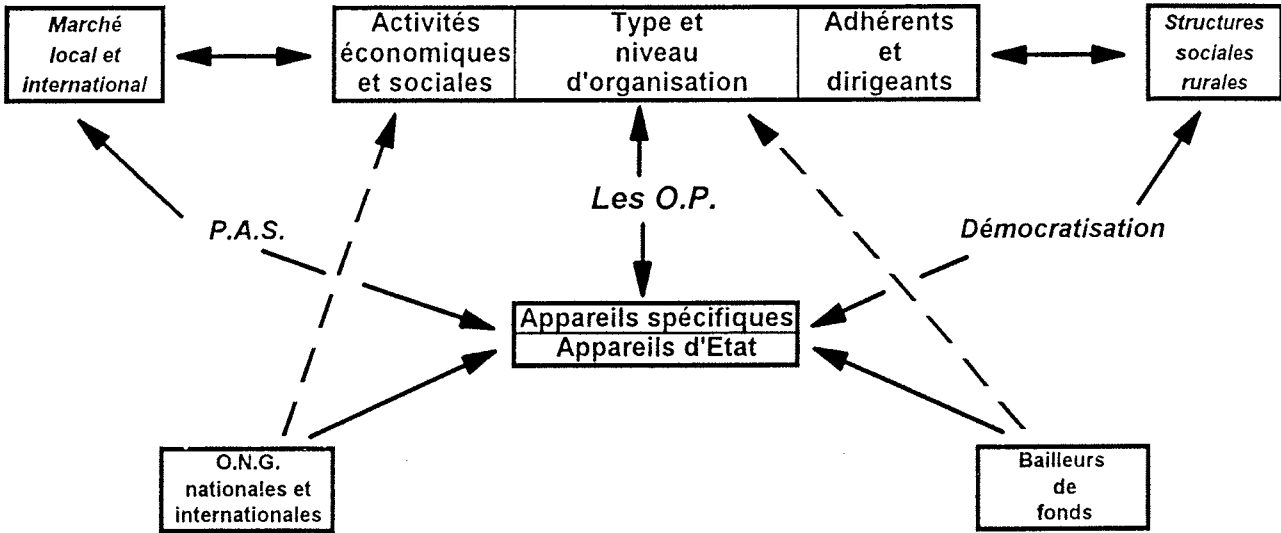 Marché
local et
international
Activités
économiques
et sociales
Type et
niveau
d'organisation
Adhérents
et
dirigeants
Structures
sociales
rurales
Les O.P.
P.A.S.
Démocratisation
Appareils spécifiques
Appareils d'Etat
O.N.G.
nationales et
internationales
Bailleurs
de
fonds